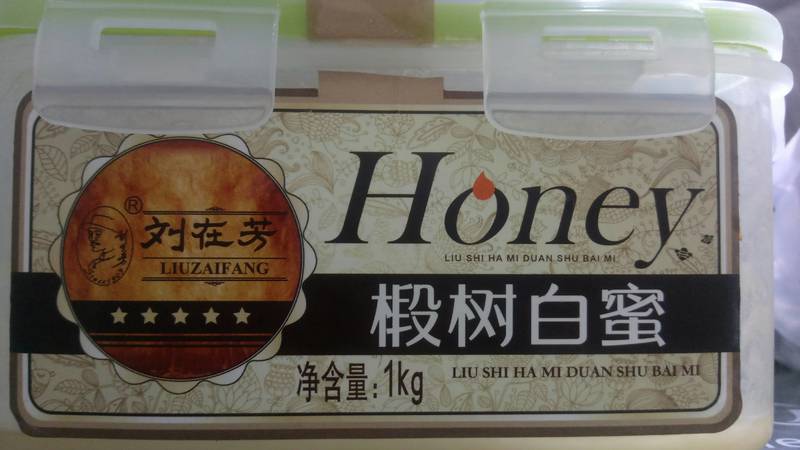 刘在芳
®
LIUZAIFANG
Honey
LIU SHI HA MI DUAN SHU BAI MI
椴树白蜜
净含量:1kg
LIU SHI HA MI DUAN SHU BAI MI